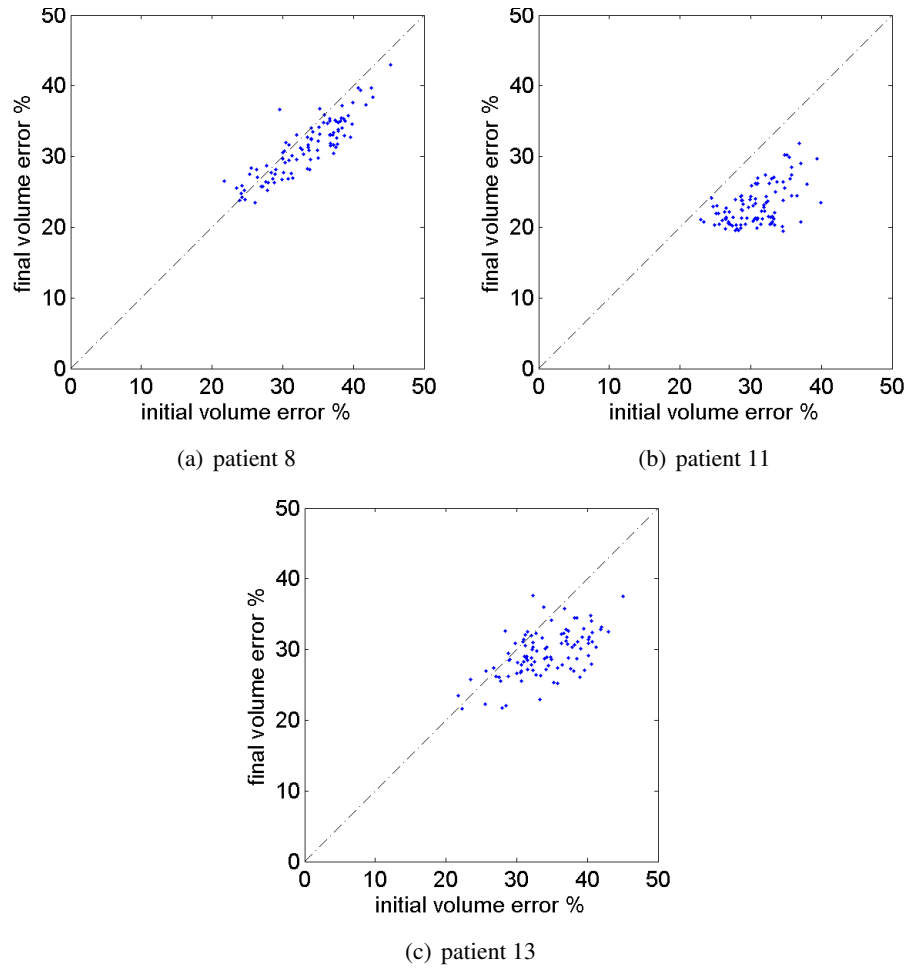 50
40
30
20
10
0
final volume error %
0 10 20 30 40 50
initial volume error %
(a) patient 8
50
40
30
20
10
0
final volume error %
0 10 20 30 40 50
initial volume error %
(b) patient 11
50
40
30
20
10
0
final volume error %
0 10 20 30 40 50
initial volume error %
(c) patient 13